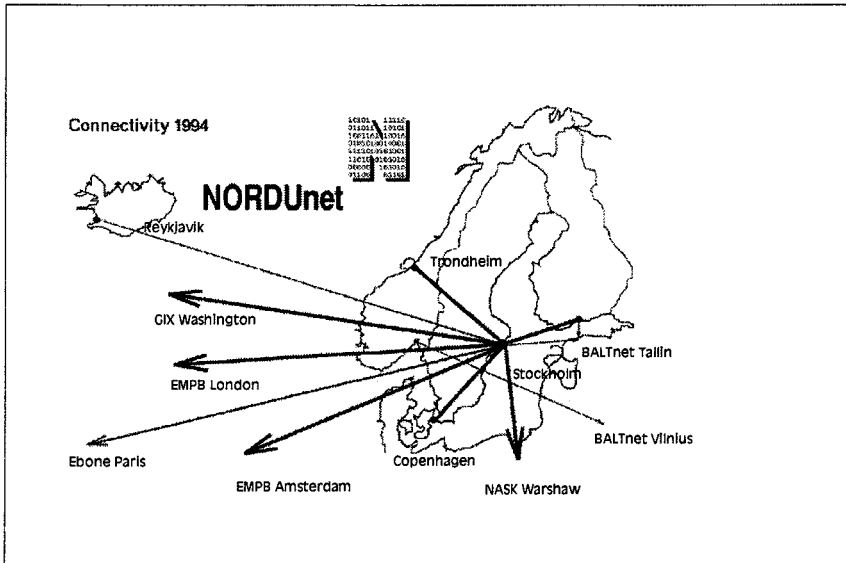 Connectivity 1994
NORDUnet
Reykjavik
Trondheim
GIX Washington
BALTnet Tallin
EMPB London
Stockholm
BALTnet Vilnius
Ebone Paris
Copenhagen
EMPB Amsterdam
NASK Warshaw